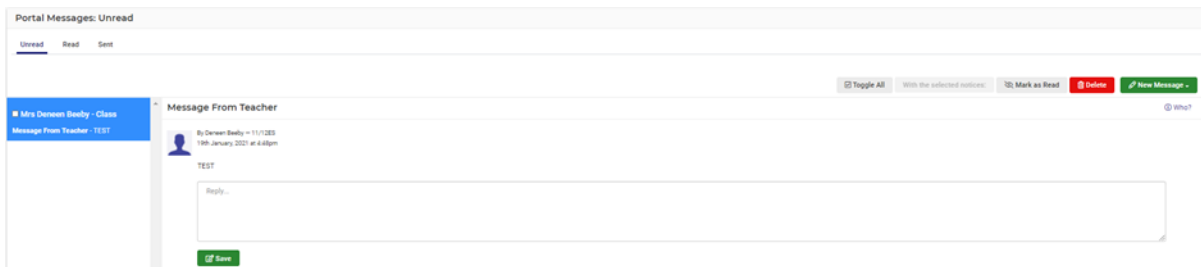 Portal Messages: Unread
Unread Read Sent
Toggle All With the selected notices: Mark as Read Delete New Message
Mrs Deneen Beeby - Class
Message From Teacher - TEST
Message From Teacher
Who?
By Deneen Beeby — 11/12ES
19th January, 2021 at 4:48pm
TEST
Reply...
Save